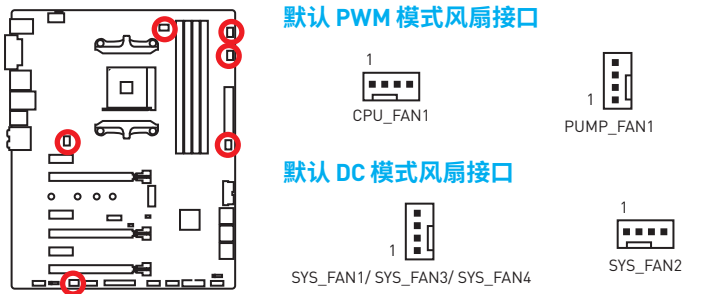 默认 PWM 模式风扇接口
1
CPU_FAN1
1
PUMP_FAN1
默认 DC 模式风扇接口
1
SYS_FAN1/ SYS_FAN3/ SYS_FAN4
1
SYS_FAN2